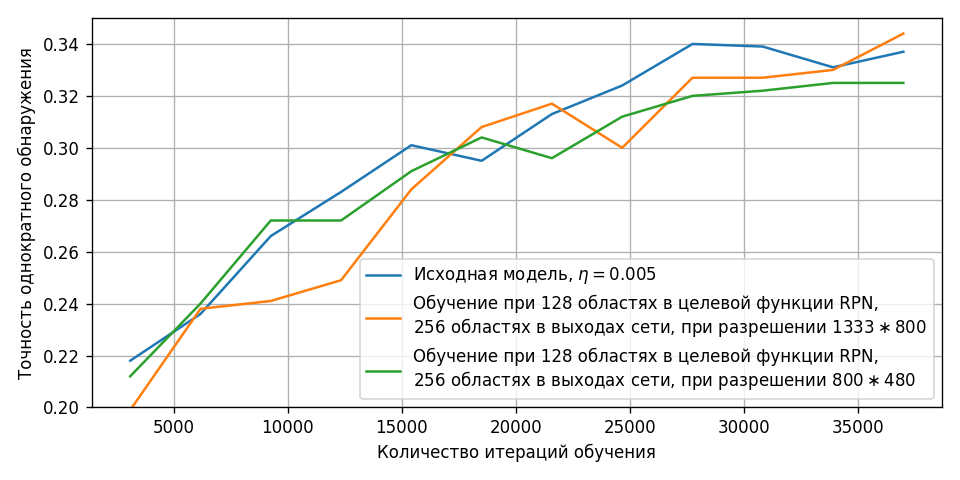 Точность однократного обнаружения
0.34
0.32
0.30
0.28
0.26
0.24
0.22
0.20
Исходная модель, η = 0.005
Обучение при 128 областях в целевой функции RPN,
256 областях в выходах сети, при разрешении 1333 ∗ 800
Обучение при 128 областях в целевой функции RPN,
256 областях в выходах сети, при разрешении 800 ∗ 480
5000 10000 15000 20000 25000 30000 35000
Количество итераций обучения